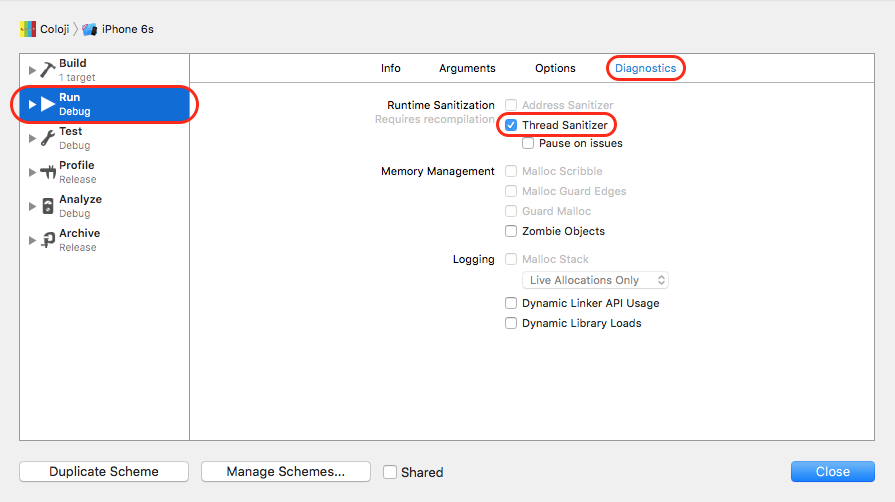 Coloji
iPhone 6s
Build
1 target
Run
Debug
Test
Debug
Profile
Release
Analyze
Debug
Archive
Release
Info
Arguments
Options
Diagnostics
Runtime Sanitization
Requires recompilation
Address Sanitizer
Thread Sanitizer
Pause on issues
Memory Management
Malloc Scribble
Malloc Guard Edges
Guard Malloc
Zombie Objects
Logging
Malloc Stack
Live Allocations Only
Dynamic Linker API Usage
Dynamic Library Loads
Duplicate Scheme
Manage Schemes...
Shared
Close